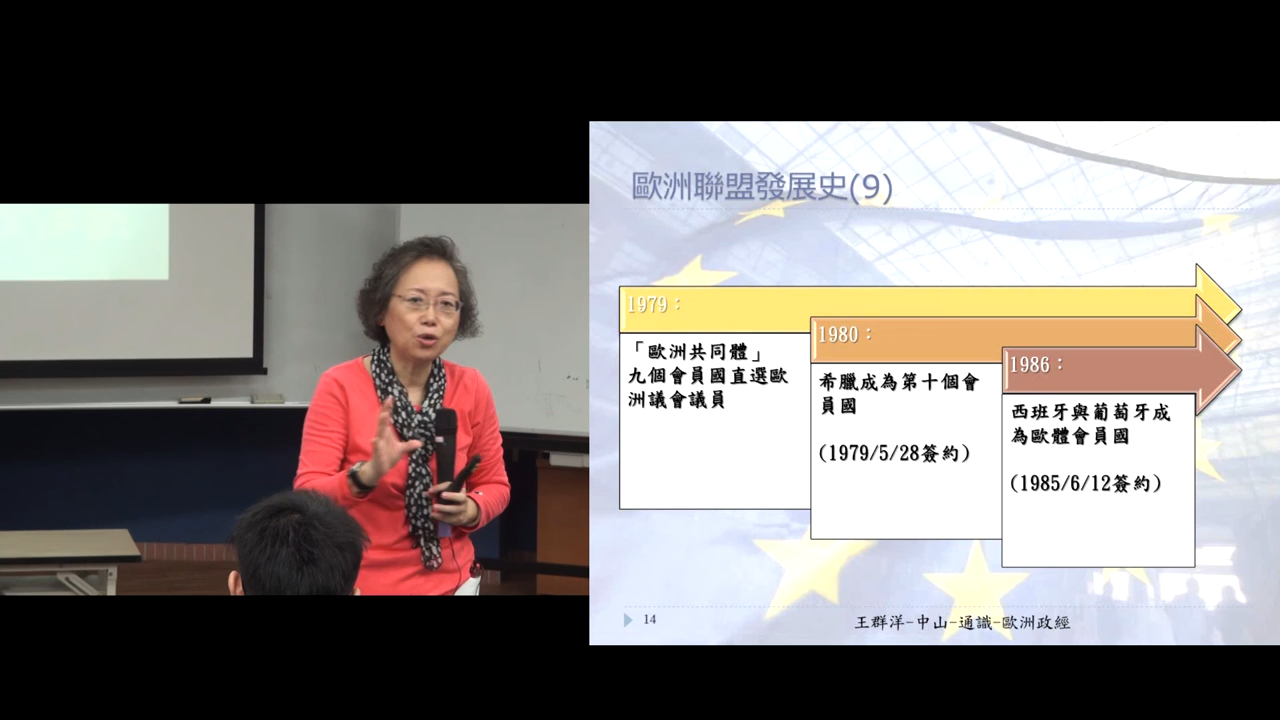 歐洲聯盟發展史(9)
1979：
「歐洲共同體」
九個會員國直選歐
洲議會議員
1980：
希臘成為第十個會
員國
(1979/5/28簽約)
1986：
西班牙與葡萄牙成
為歐體會員國
(1985/6/12簽約)
14
王群洋-中山-通識-歐洲政經